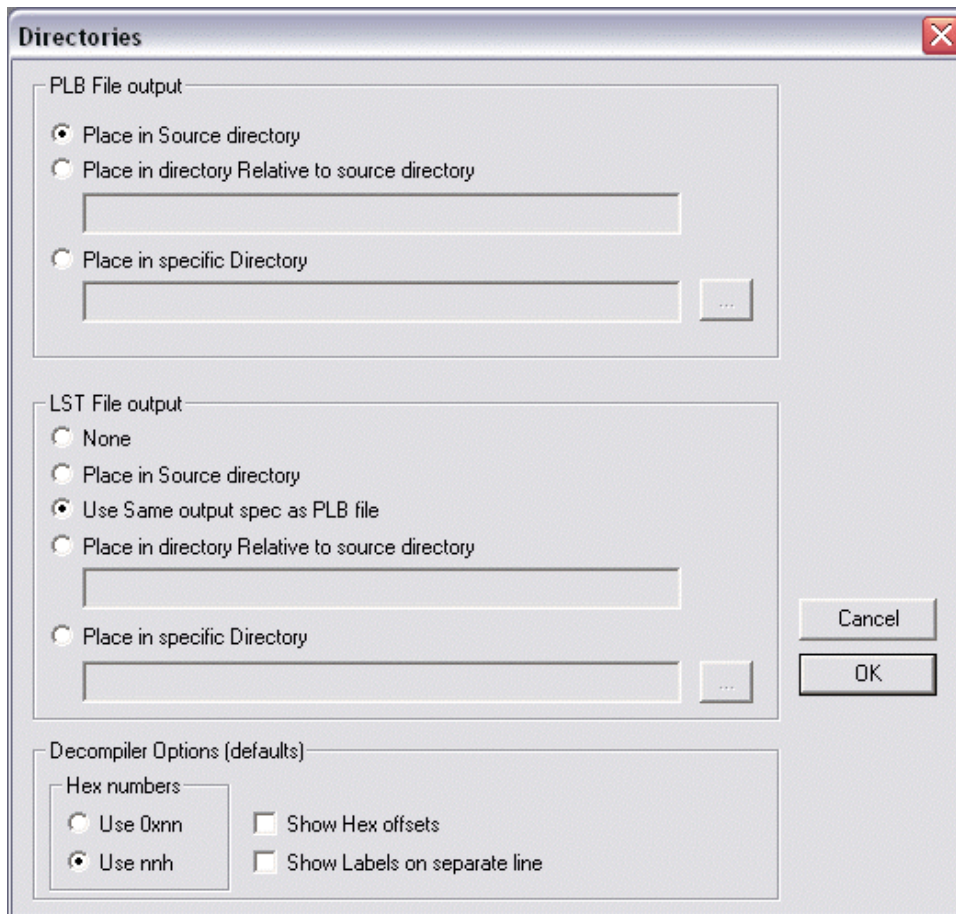 Directories
PLB File output
Place in Source directory
Place in directory Relative to source directory
Place in specific Directory
...
LST File output
None
Place in Source directory
Use Same output spec as PLB file
Place in directory Relative to source directory
Place in specific Directory
...
Cancel
OK
Decompiler Options (defaults)
Hex numbers
Use 0xnn
Show Hex offsets
Use nnh
Show Labels on separate line